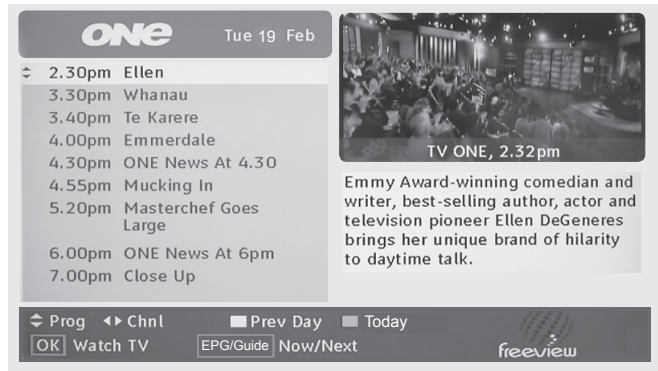 ONE Tue 19 Feb
2.30pm Ellen
3.30pm Whanau
3.40pm Te Karere
4.00pm Emmerdale
4.30pm ONE News At 4.30
4.55pm Mucking In
5.20pm Masterchef Goes
Large
6.00pm ONE News At 6pm
7.00pm Close Up
TV ONE, 2.32pm
Emmy Award-winning comedian and
writer, best-selling author, actor and
television pioneer Ellen DeGeneres
brings her unique brand of hilarity
to daytime talk.
Prog Chnl Prev Day Today
OK Watch TV EPG/Guide Now/Next
freeview